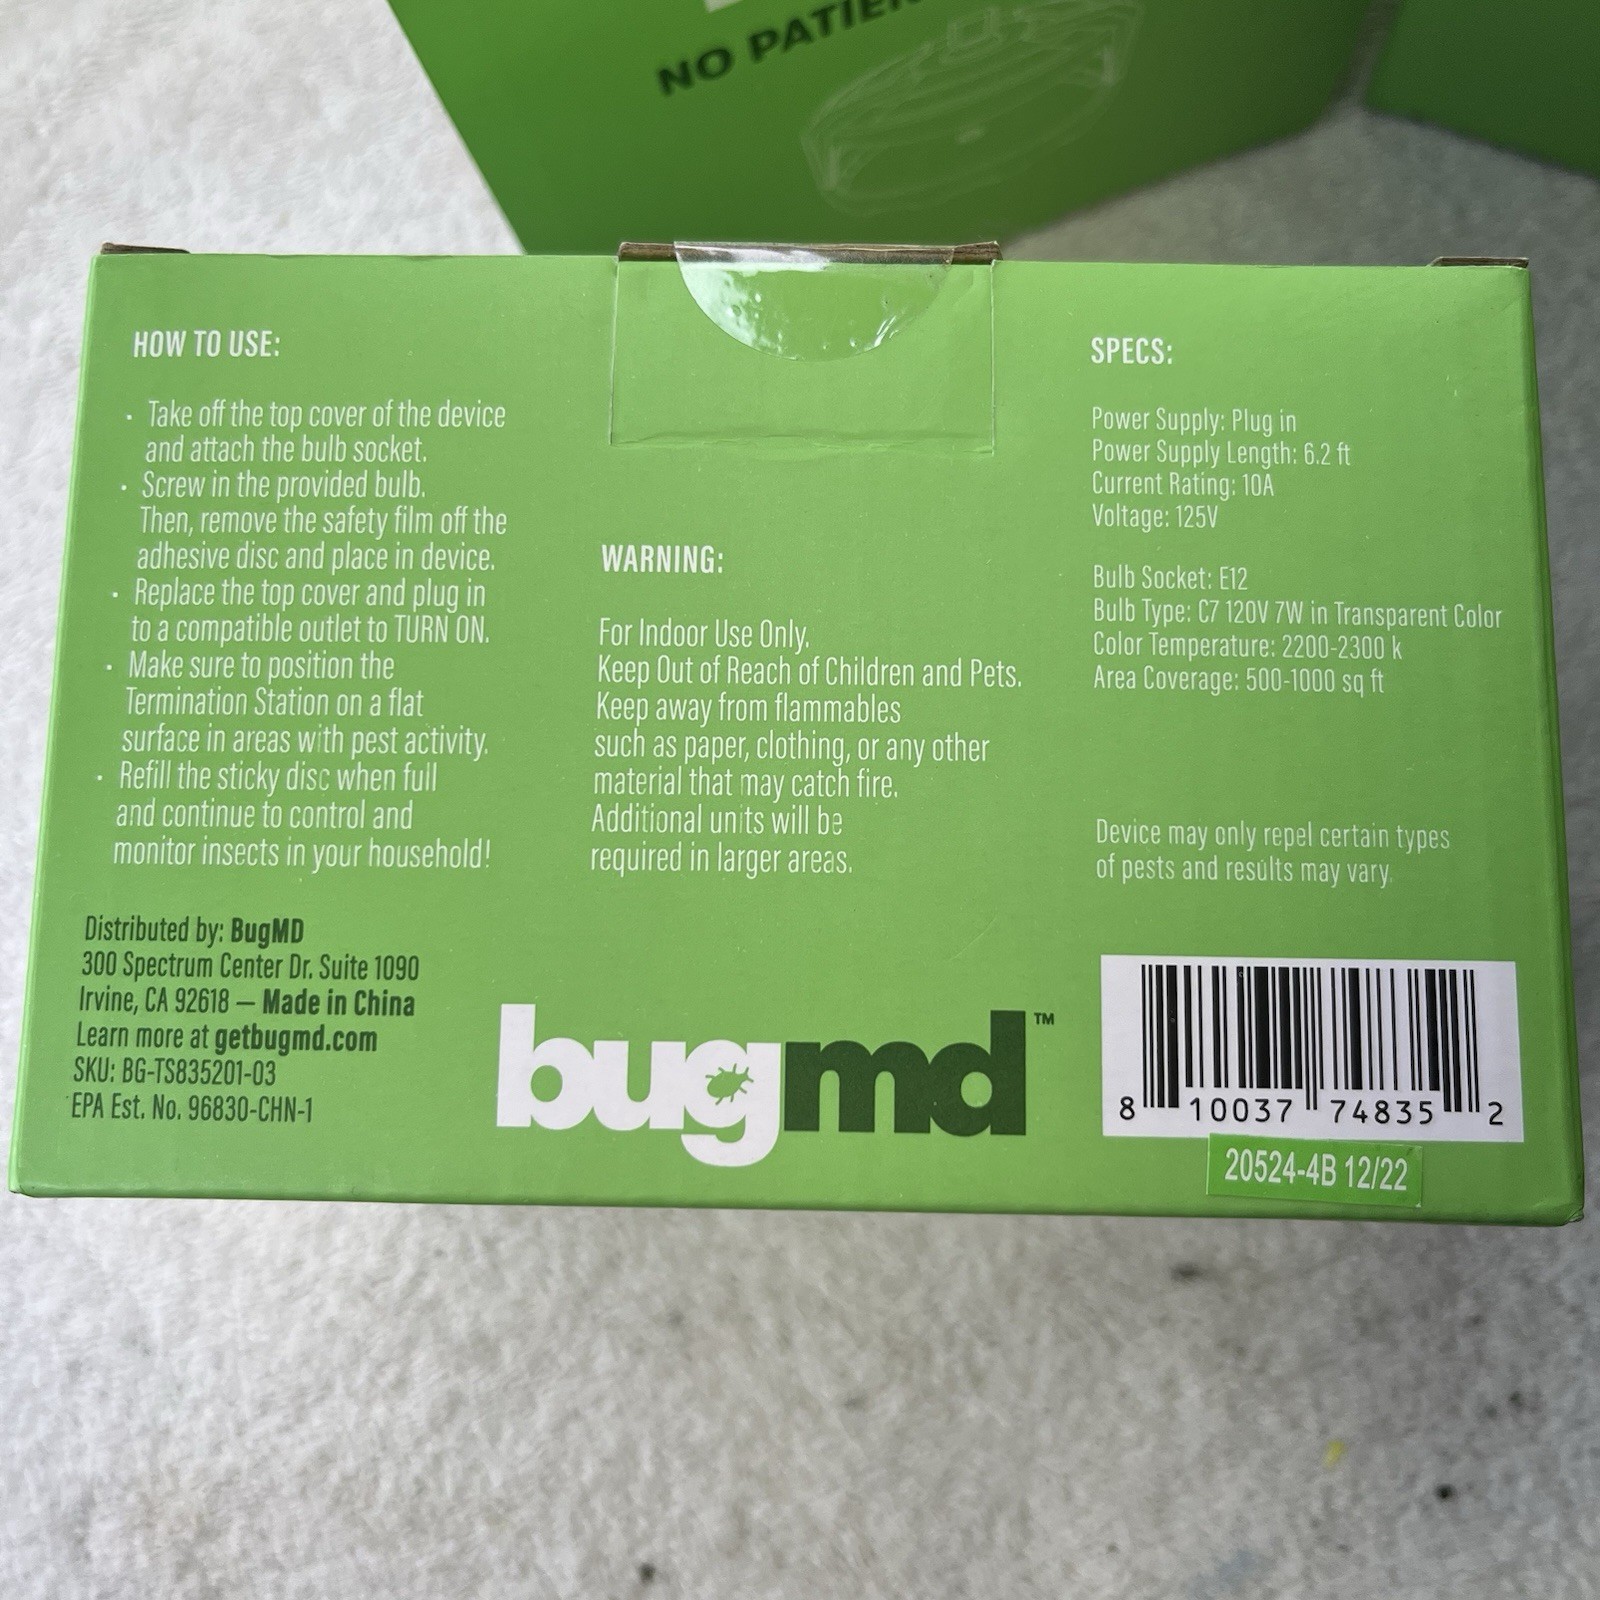 NO PATIEN
HOW TO USE:
· Take off the top cover of the device
and attach the bulb socket.
· Screw in the provided bulb.
Then, remove the safety film off the
adhesive disc and place in device.
· Replace the top cover and plug in
to a compatible outlet to TURN ON.
· Make sure to position the
Termination Station on a flat
surface in areas with pest activity.
· Refill the sticky disc when full
and continue to control and
monitor insects in your household!
Distributed by: BugMD
300 Spectrum Center Dr. Suite 1090
Irvine, CA 92618 – Made in China
Learn more at getbugmd.com
SKU: BG-TS835201-03
EPA Est. No. 96830-CHN-1
WARNING:
For Indoor Use Only.
Keep Out of Reach of Children and Pets.
Keep away from flammables
such as paper, clothing, or any other
material that may catch fire.
Additional units will be
required in larger areas.
bugmd™
SPECS:
Power Supply: Plug in
Power Supply Length: 6.2 ft
Current Rating: 10A
Voltage: 125V
Bulb Socket: E12
Bulb Type: C7 120V 7W in Transparent Color
Color Temperature: 2200-2300 k
Area Coverage: 500-1000 sq ft
Device may only repel certain types
of pests and results may vary.
8 10037 74835 2
20524-4B 12/22